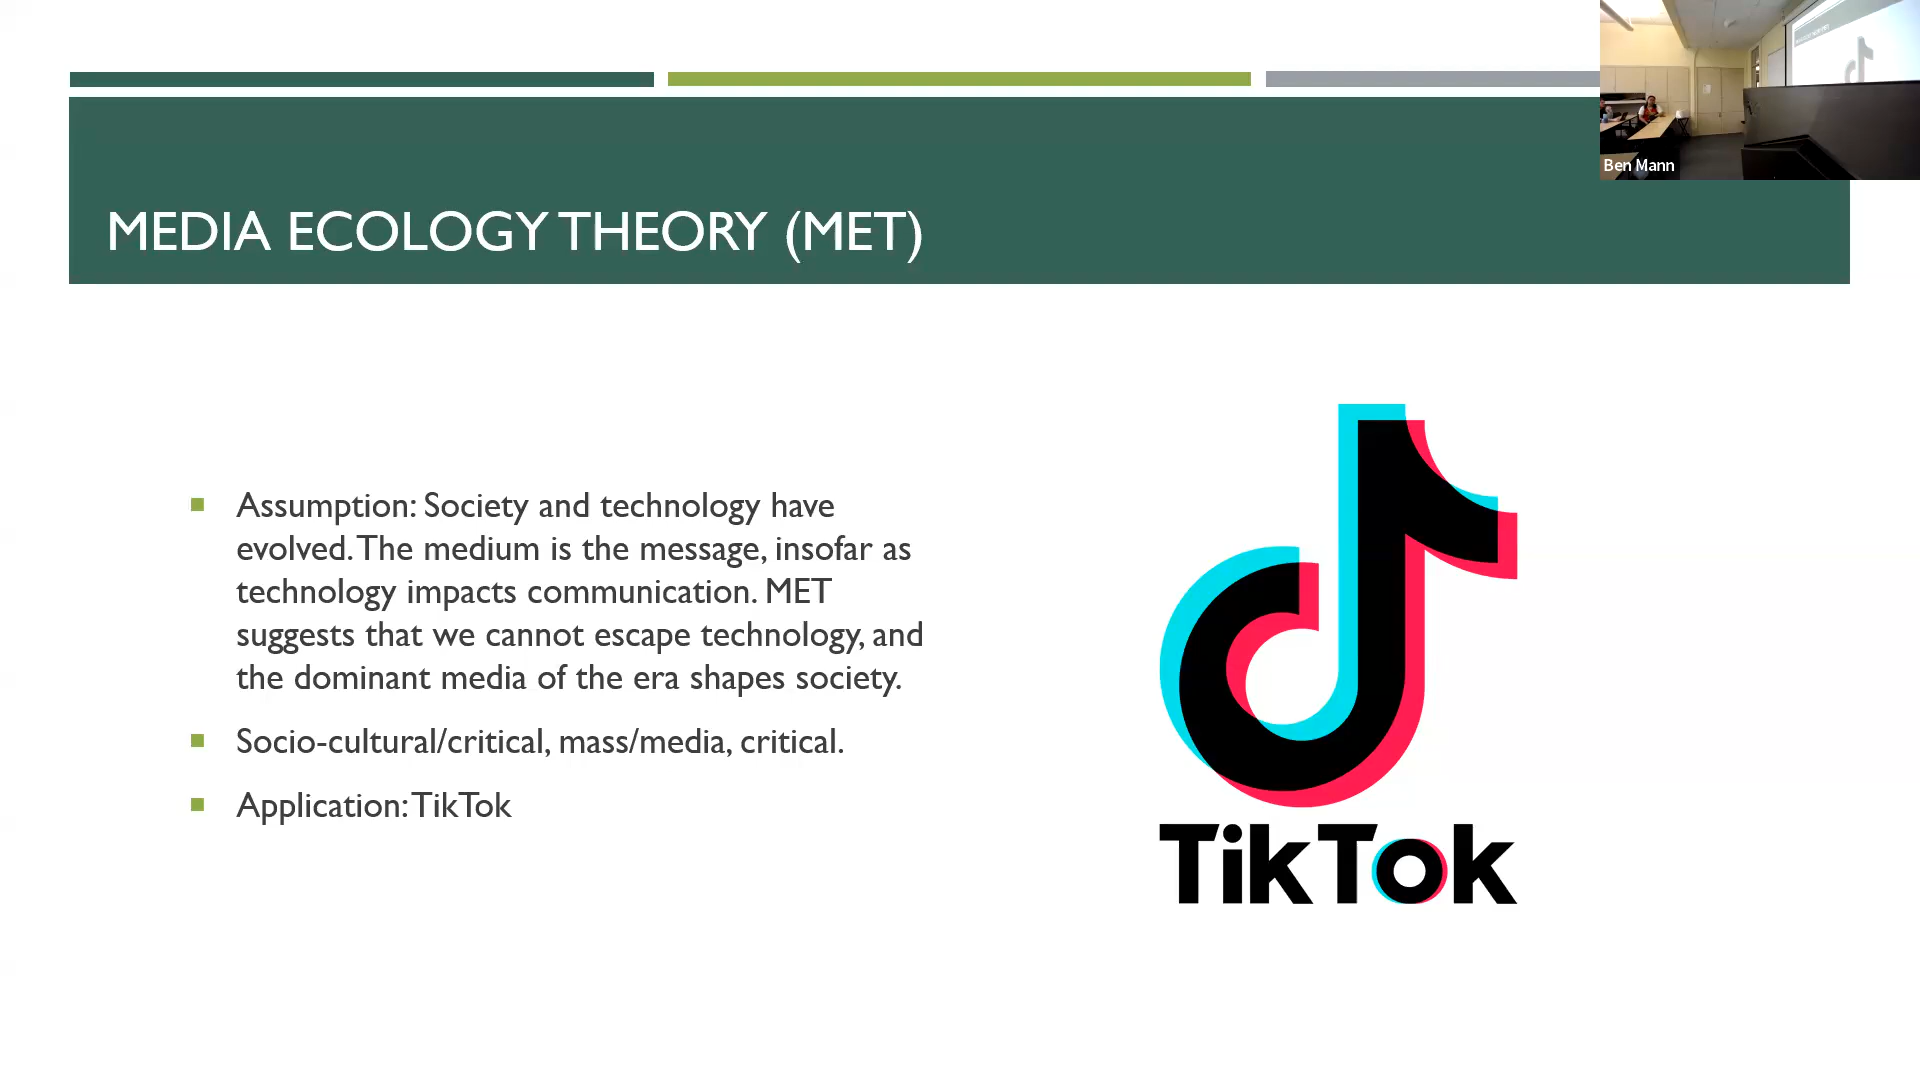 Ben Mann
MEDIA ECOLOGY THEORY (MET)
Assumption: Society and technology have
evolved. The medium is the message, insofar as
technology impacts communication. MET
suggests that we cannot escape technology, and
the dominant media of the era shapes society.
Socio-cultural/critical, mass/media, critical.
Application: TikTok
TikTok